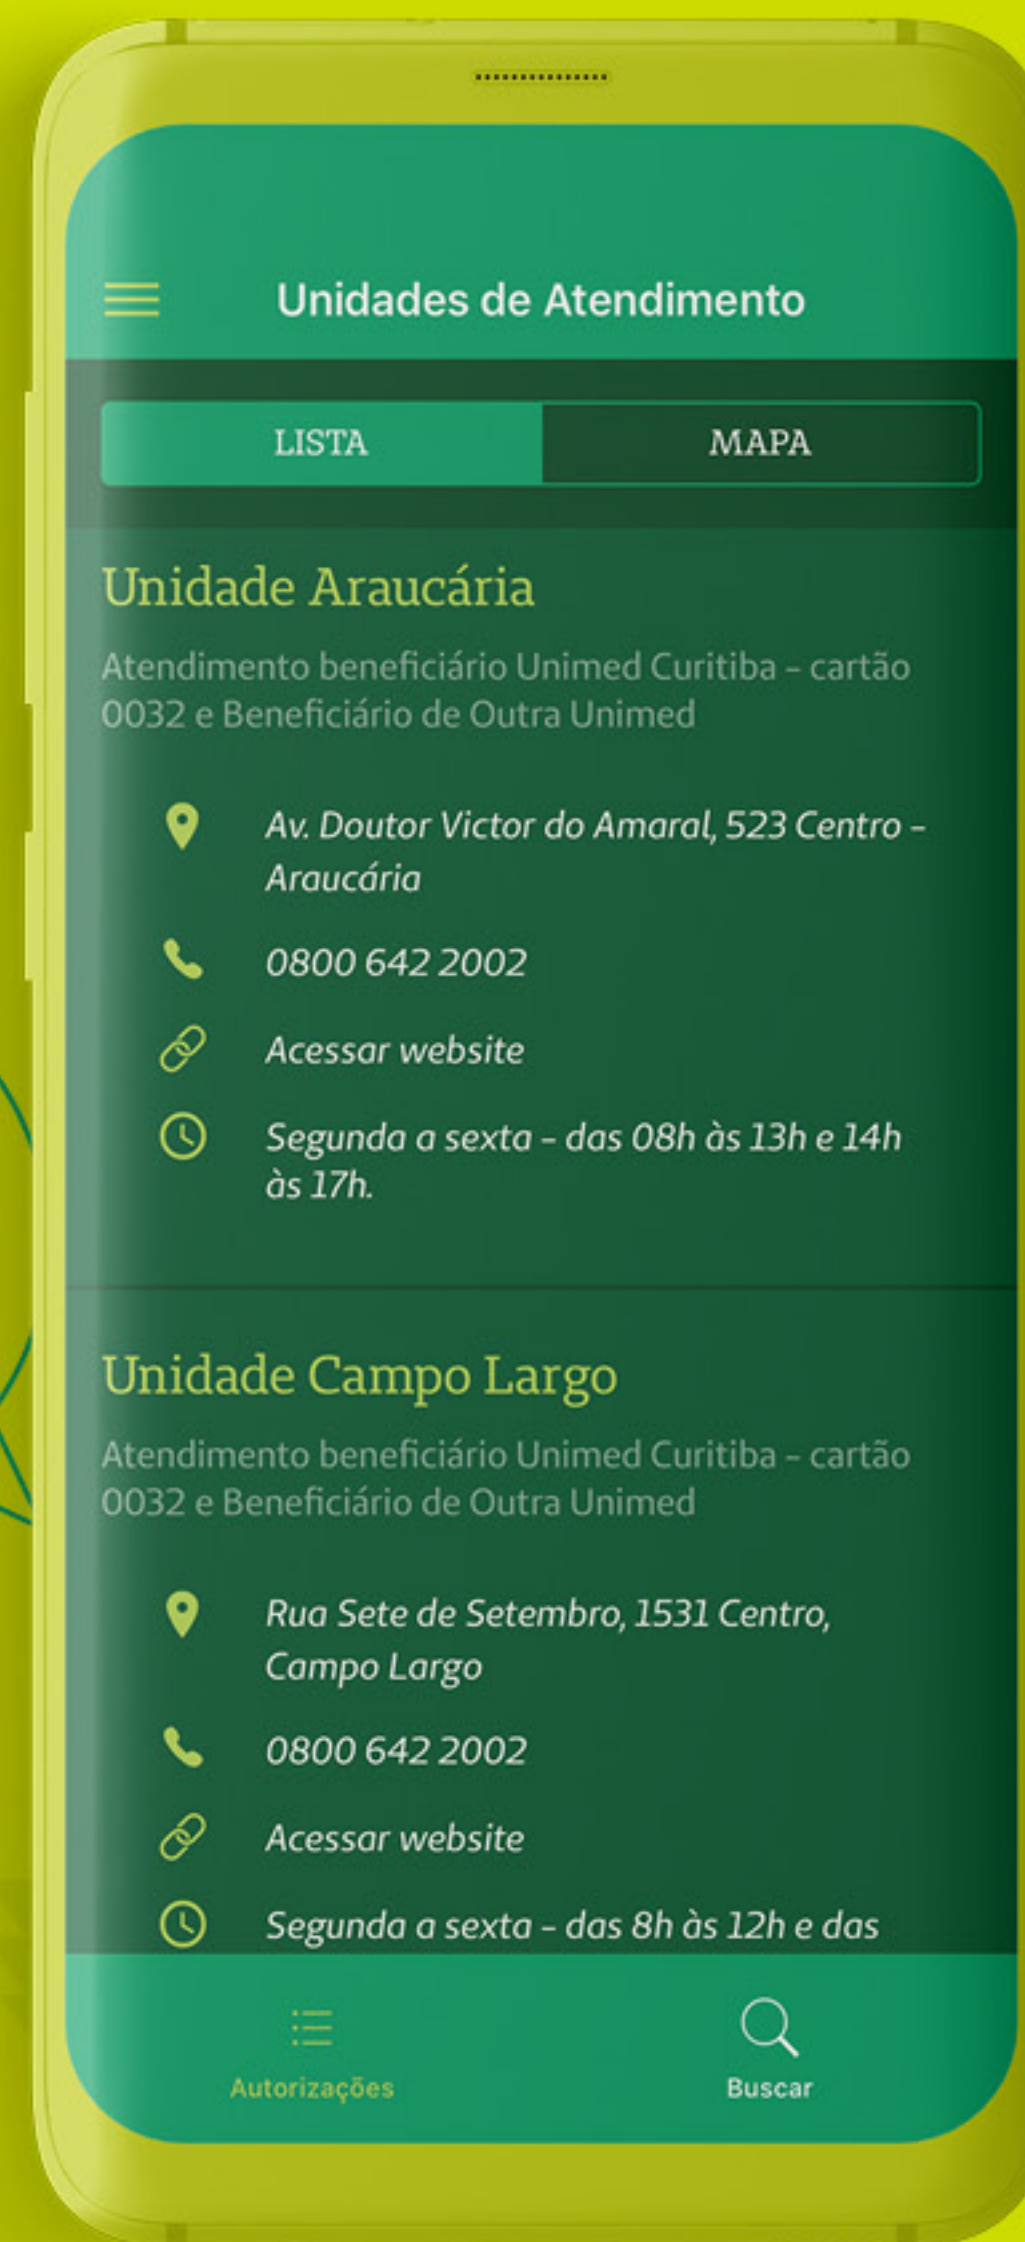 Unidades de Atendimento
LISTA
MAPA
Unidade Araucária
Atendimento beneficiário Unimed Curitiba – cartão
0032 e Beneficiário de Outra Unimed
Av. Doutor Victor do Amaral, 523 Centro –
Araucária
0800 642 2002
Acessar website
Segunda a sexta – das 08h às 13h e 14h
às 17h.
Unidade Campo Largo
Atendimento beneficiário Unimed Curitiba – cartão
0032 e Beneficiário de Outra Unimed
Rua Sete de Setembro, 1531 Centro,
Campo Largo
0800 642 2002
Acessar website
Segunda a sexta – das 8h às 12h e das
Autorizações
Buscar